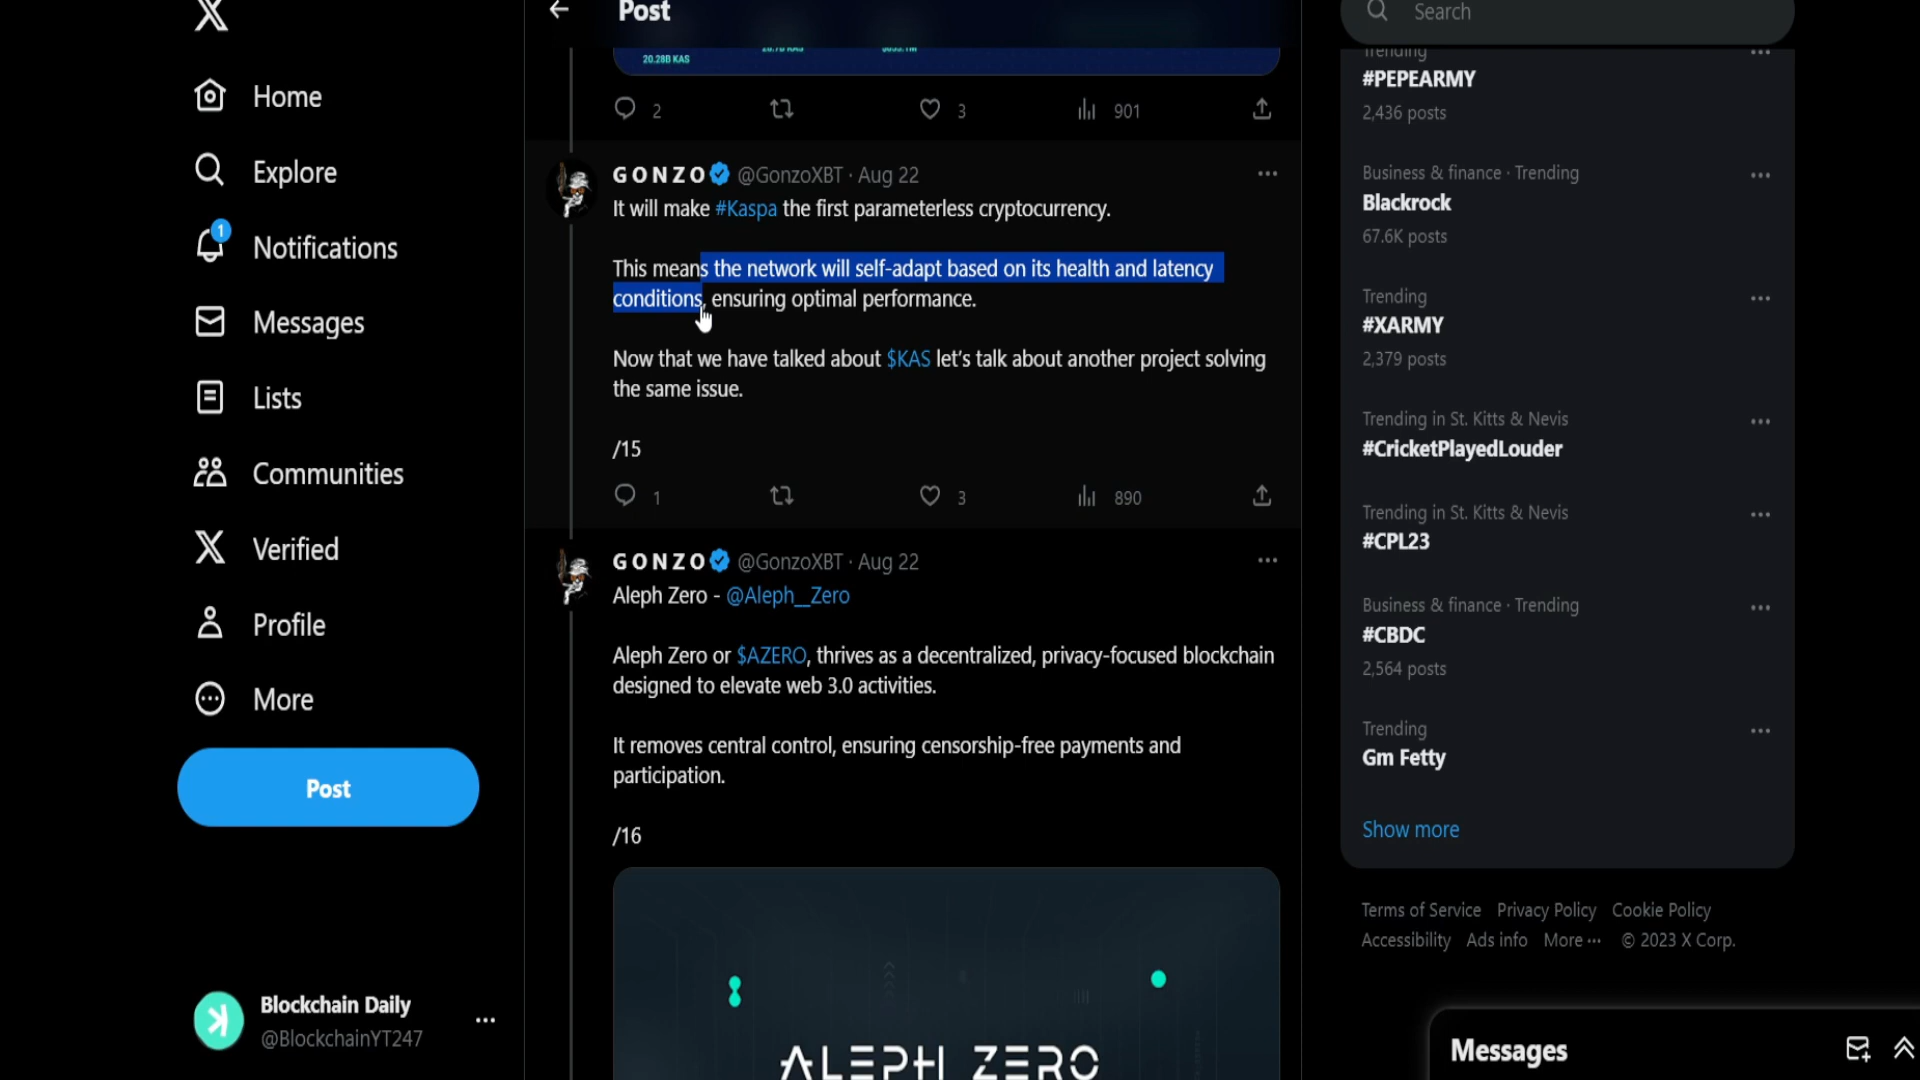 Home
Explore
1
Notifications
Messages
Lists
Communities
Verified
Profile
More
Post
Blockchain Daily
@BlockchainYT247
Post
20.28B KAS
2
3
901
GONZO @GonzoXBT · Aug 22
It will make #Kaspa the first parameterless cryptocurrency.
This means the network will self-adapt based on its health and latency
conditions, ensuring optimal performance.
Now that we have talked about $KAS let's talk about another project solving
the same issue.
/15
1
3
890
GONZO @GonzoXBT · Aug 22
Aleph Zero - @Aleph__Zero
Aleph Zero or $AZERO, thrives as a decentralized, privacy-focused blockchain
designed to elevate web 3.0 activities.
It removes central control, ensuring censorship-free payments and
participation.
/16
ALEPH ZERO
Search
Trending
#PEPEARMY
2,436 posts
Business & finance · Trending
Blackrock
67.6K posts
Trending
#XARMY
2,379 posts
Trending in St. Kitts & Nevis
#CricketPlayedLouder
Trending in St. Kitts & Nevis
#CPL23
Business & finance · Trending
#CBDC
2,564 posts
Trending
Gm Fetty
Show more
Terms of Service Privacy Policy Cookie Policy
Accessibility Ads info More ··· © 2023 X Corp.
Messages